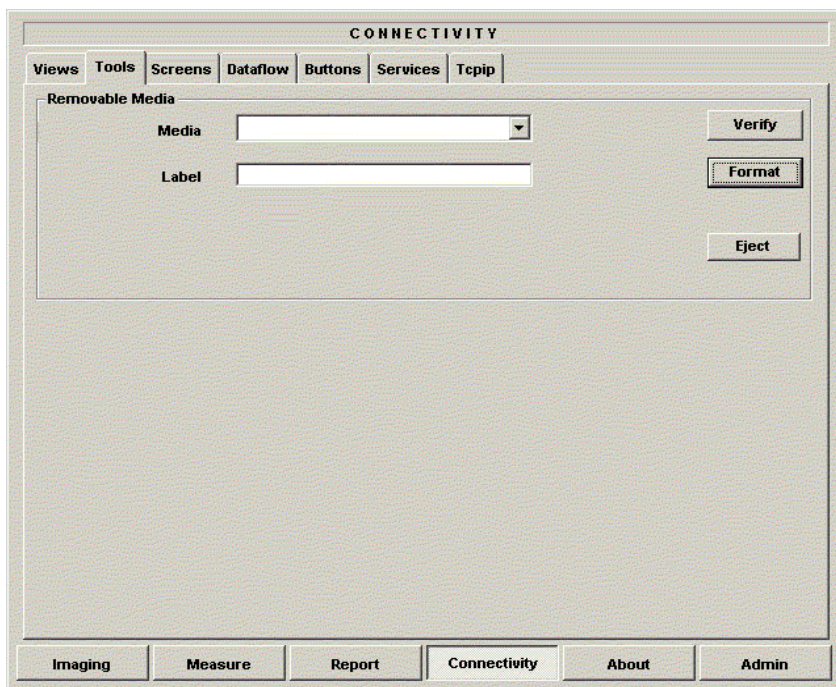 CONNECTIVITY
Views Tools Screens Dataflow Buttons Services Tcpip
Removable Media
Media Verify
Label Format
Eject
Imaging Measure Report Connectivity About Admin